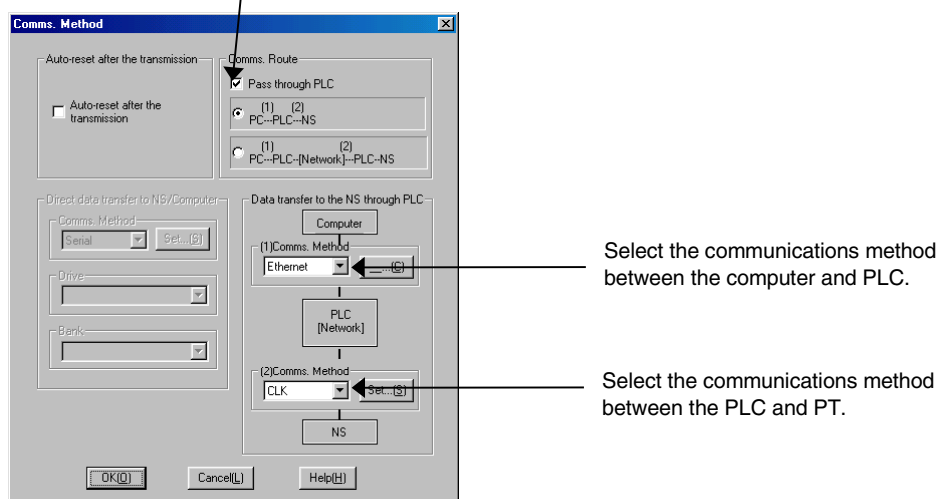 Comms. Method
Auto-reset after the transmission
Auto-reset after the
transmission
Comms. Route
Pass through PLC
(1) (2)
PC---PLC---NS
(1) (2)
PC---PLC--[Network]---PLC--NS
Direct data transfer to NS/Computer
Comms. Method
Serial
Set...(S)
Drive
Bank
Data transfer to the NS through PLC
Computer
(1)Comms. Method
Ethernet
...(C)
PLC
[Network]
(2)Comms. Method
CLK
Set...(S)
NS
OK(O)
Cancel(L)
Help(H)
Select the communications method
between the computer and PLC.
Select the communications method
between the PLC and PT.